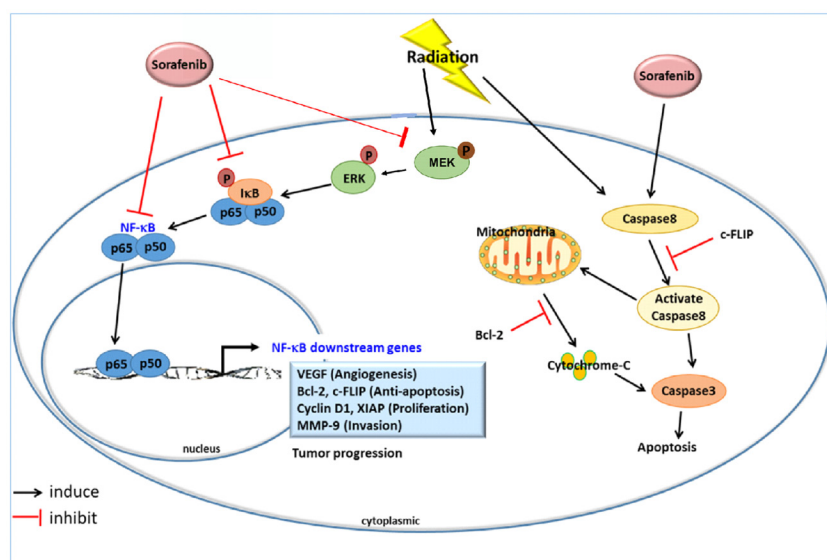 Radiation
Sorafenib
Sorafenib
P
MEK
P
ERK
P
IκB
p65 p50
NF-κB
p65 p50
Caspase8
c-FLIP
Mitochondria
Activate
Caspase8
Bcl-2
Cytochrome-C
Caspase3
Apoptosis
p65 p50
NF-κB downstream genes
VEGF (Angiogenesis)
Bcl-2, c-FLIP (Anti-apoptosis)
Cyclin D1, XIAP (Proliferation)
MMP-9 (Invasion)
nucleus
Tumor progression
induce
inhibit
cytoplasmic